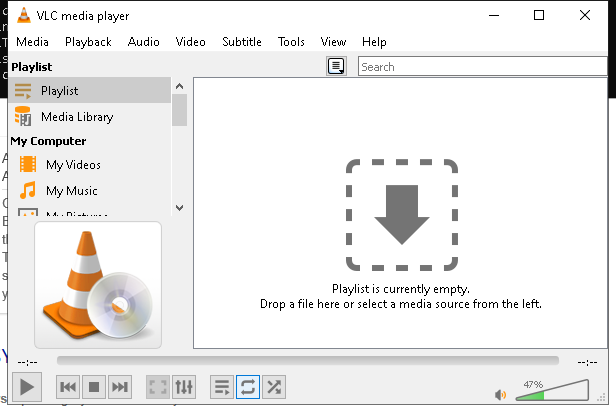 VLC media player
Media Playback Audio Video Subtitle Tools View Help
Playlist
Search
Playlist
Media Library
My Computer
My Videos
My Music
My Pictures
Playlist is currently empty.
Drop a file here or select a media source from the left.
--:-- --:--
47%